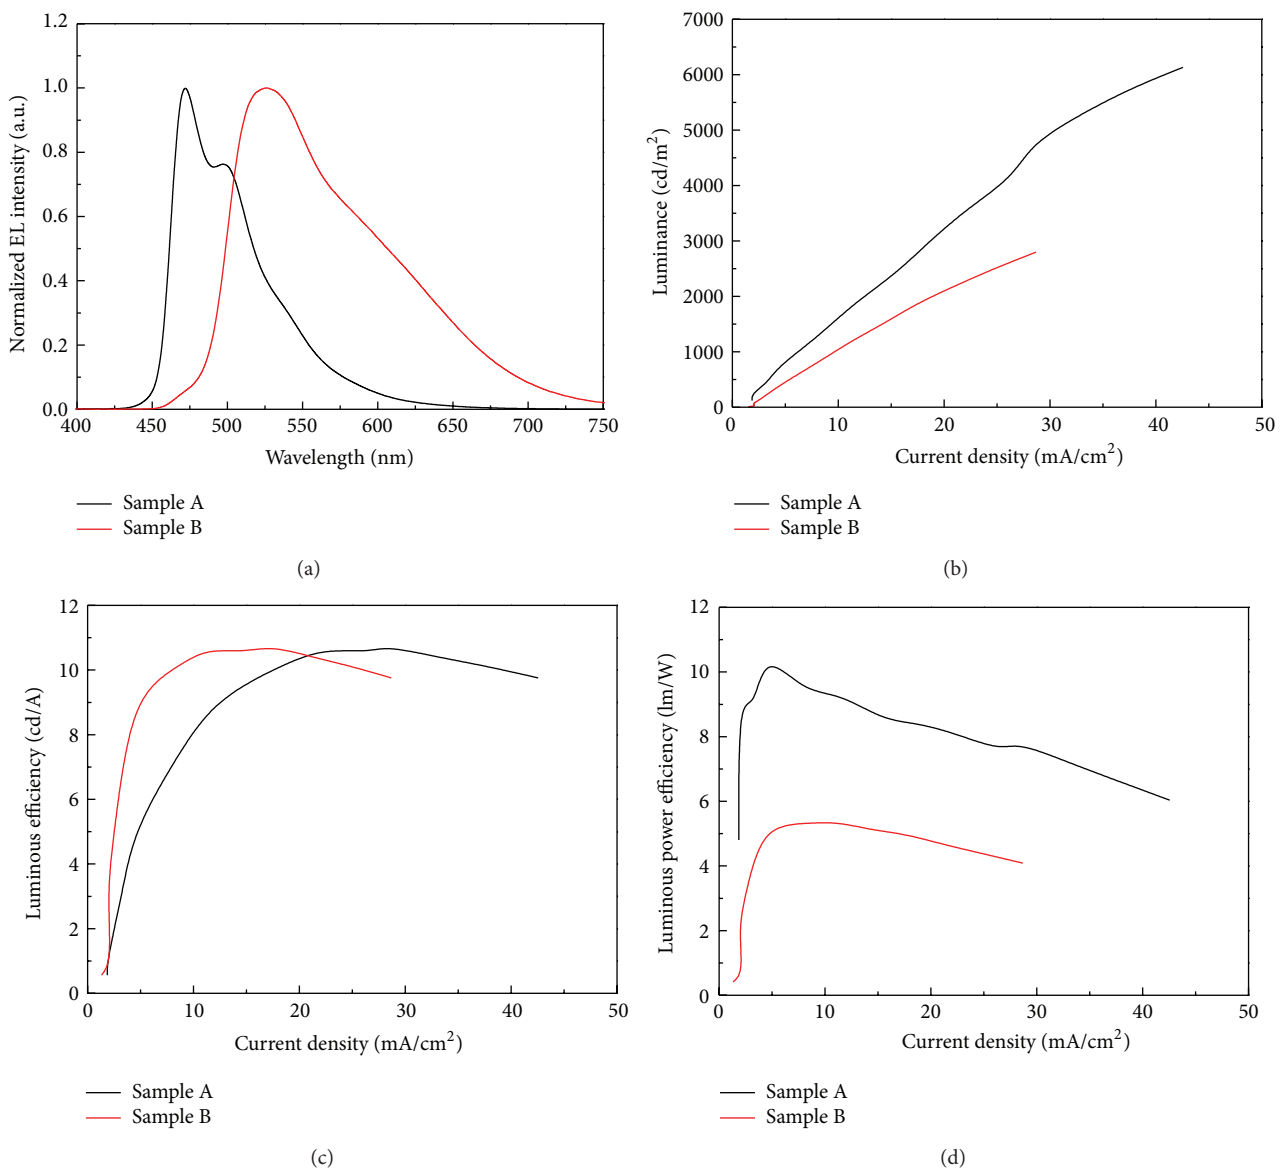 1.2
1.0
0.8
0.6
0.4
0.2
0.0
400 450 500 550 600 650 700 750
Normalized EL intensity (a.u.)
Wavelength (nm)
Sample A
Sample B
(a)
7000
6000
5000
4000
3000
2000
1000
0
0 10 20 30 40 50
Luminance (cd/m²)
Current density (mA/cm²)
Sample A
Sample B
(b)
12
10
8
6
4
2
0
0 10 20 30 40 50
Luminous efficiency (cd/A)
Current density (mA/cm²)
Sample A
Sample B
(c)
12
10
8
6
4
2
0
0 10 20 30 40 50
Luminous power efficiency (lm/W)
Current density (mA/cm²)
Sample A
Sample B
(d)